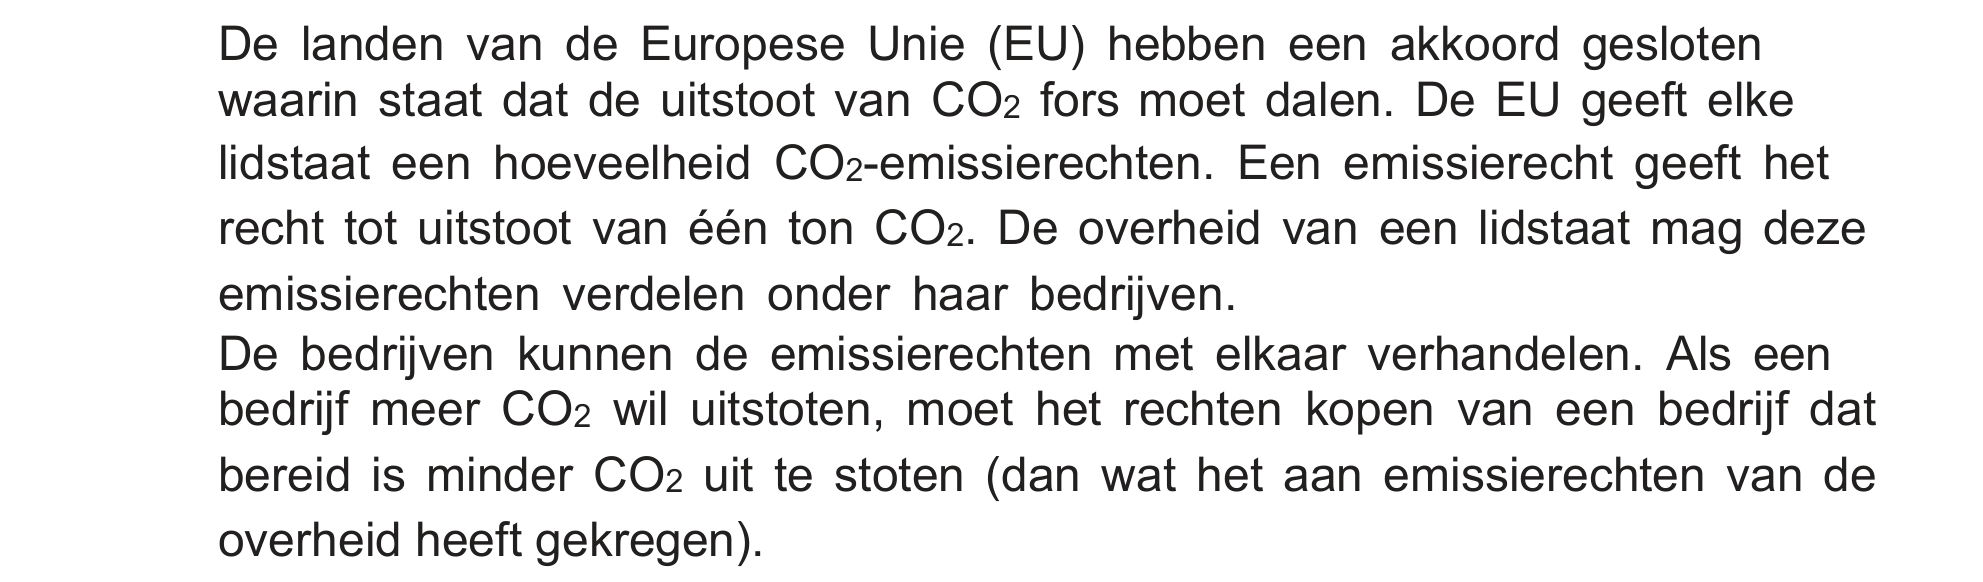 De landen van de Europese Unie (EU) hebben een akkoord gesloten
waarin staat dat de uitstoot van CO2 fors moet dalen. De EU geeft elke
lidstaat een hoeveelheid CO2-emissierechten. Een emissierecht geeft het
recht tot uitstoot van één ton CO2. De overheid van een lidstaat mag deze
emissierechten verdelen onder haar bedrijven.
De bedrijven kunnen de emissierechten met elkaar verhandelen. Als een
bedrijf meer CO2 wil uitstoten, moet het rechten kopen van een bedrijf dat
bereid is minder CO2 uit te stoten (dan wat het aan emissierechten van de
overheid heeft gekregen).